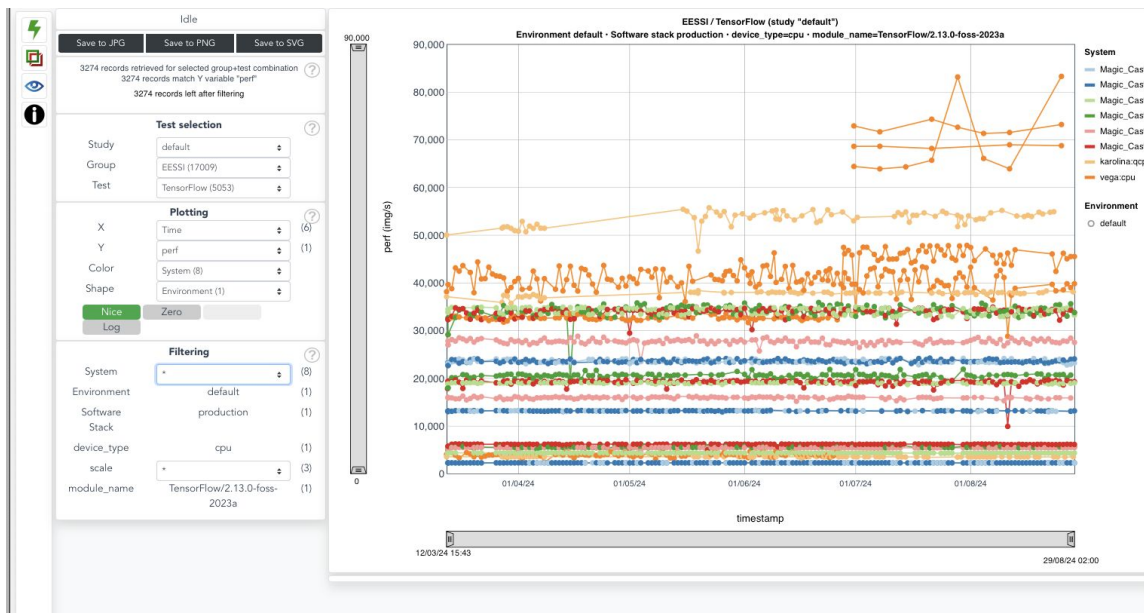 Idle
Save to JPG
Save to PNG
Save to SVG
3274 records retrieved for selected group+test combination
3274 records match Y variable "perf"
3274 records left after filtering
?
Test selection
?
Study
default
Group
EESSI (17009)
Test
TensorFlow (5053)
Plotting
?
X
Time
(6)
Y
perf
(1)
Color
System (8)
Shape
Environment (1)
Nice
Zero
Log
Filtering
?
System
*
(8)
Environment
default
(1)
Software
Stack
production
(1)
device_type
cpu
(1)
scale
*
(3)
module_name
TensorFlow/2.13.0-foss-
2023a
(1)
90,000
0
EESSI / TensorFlow (study "default")
Environment default · Software stack production · device_type=cpu · module_name=TensorFlow/2.13.0-foss-2023a
perf (img/s)
90,000
80,000
70,000
60,000
50,000
40,000
30,000
20,000
10,000
0
01/04/24
01/05/24
01/06/24
01/07/24
01/08/24
timestamp
12/03/24 15:43
29/08/24 02:00
System
Magic_Cas
Magic_Cas
Magic_Cas
Magic_Cas
Magic_Cas
Magic_Cas
karolina:qcp
vega:cpu
Environment
default